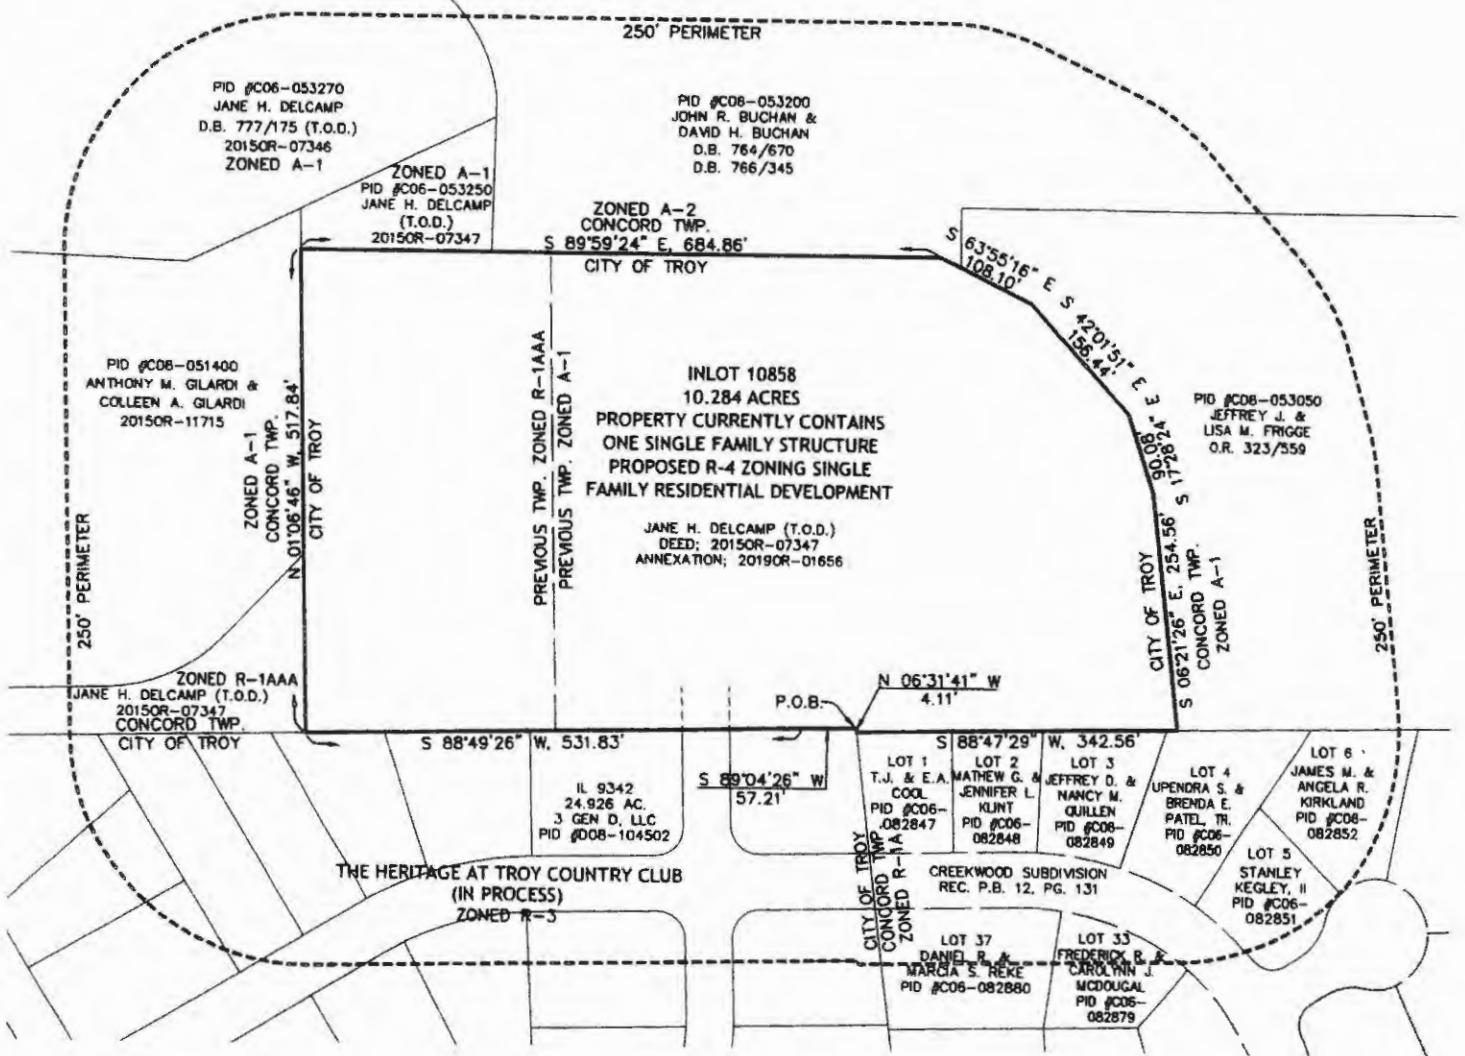 250' PERIMETER
PID #C06-053270
JANE H. DELCAMP
D.B. 777/175 (T.O.D.)
2015OR-07346
ZONED A-1
PID #C06-053200
JOHN R. BUCHAN &
DAVID H. BUCHAN
D.B. 764/670
D.B. 766/345
ZONED A-1
PID #C06-053250
JANE H. DELCAMP
(T.O.D.)
2015OR-07347
ZONED A-2
CONCORD TWP.
S 89°59'24" E, 684.86'
CITY OF TROY
S 63°55'16" E
108.10'
S 42°01'51" E
156.44'
S 17°28'24" E
90.08'
PID #C08-051400
ANTHONY M. GILARDI &
COLLEEN A. GILARDI
2015OR-11715
ZONED A-1
CONCORD TWP.
N 01°06'46" W, 517.84'
CITY OF TROY
PREVIOUS TWP. ZONED R-1AAA
PREVIOUS TWP. ZONED A-1
INLOT 10858
10.284 ACRES
PROPERTY CURRENTLY CONTAINS
ONE SINGLE FAMILY STRUCTURE
PROPOSED R-4 ZONING SINGLE
FAMILY RESIDENTIAL DEVELOPMENT
JANE H. DELCAMP (T.O.D.)
DEED; 2015OR-07347
ANNEXATION; 2019OR-01656
PID #C08-053050
JEFFREY J. &
LISA M. FRIGGE
O.R. 323/559
CITY OF TROY
S 06°21'26" E, 254.56'
CONCORD TWP.
ZONED A-1
250' PERIMETER
250' PERIMETER
ZONED R-1AAA
JANE H. DELCAMP (T.O.D.)
2015OR-07347
CONCORD TWP.
CITY OF TROY
N 06°31'41" W
4.11'
P.O.B.
S 88°49'26" W, 531.83'
S 88°47'29" W, 342.56'
S 89°04'26" W
57.21'
IL 9342
24.926 AC.
3 GEN D, LLC
PID #D08-104502
LOT 1
T.J. & E.A.
COOL
PID #C06-
082847
LOT 2
MATHEW G. &
JENNIFER L.
KLINT
PID #C06-
082848
LOT 3
JEFFREY D. &
NANCY M.
QUILLEN
PID #C06-
082849
LOT 4
UPENDRA S. &
BRENDA E.
PATEL, TR.
PID #C06-
082850
LOT 6
JAMES M. &
ANGELA R.
KIRKLAND
PID #C08-
082852
LOT 5
STANLEY
KEGLEY, II
PID #C06-
082851
THE HERITAGE AT TROY COUNTRY CLUB
(IN PROCESS)
ZONED R-3
CITY OF TROY
CONCORD TWP
ZONED R-1A
CREEKWOOD SUBDIVISION
REC. P.B. 12, PG. 131
LOT 37
DANIEL R. &
MARCIA S. REKE
PID #C06-082880
LOT 33
FREDERICK R. &
CAROLYNN J.
MCDOUGAL
PID #C06-
082879